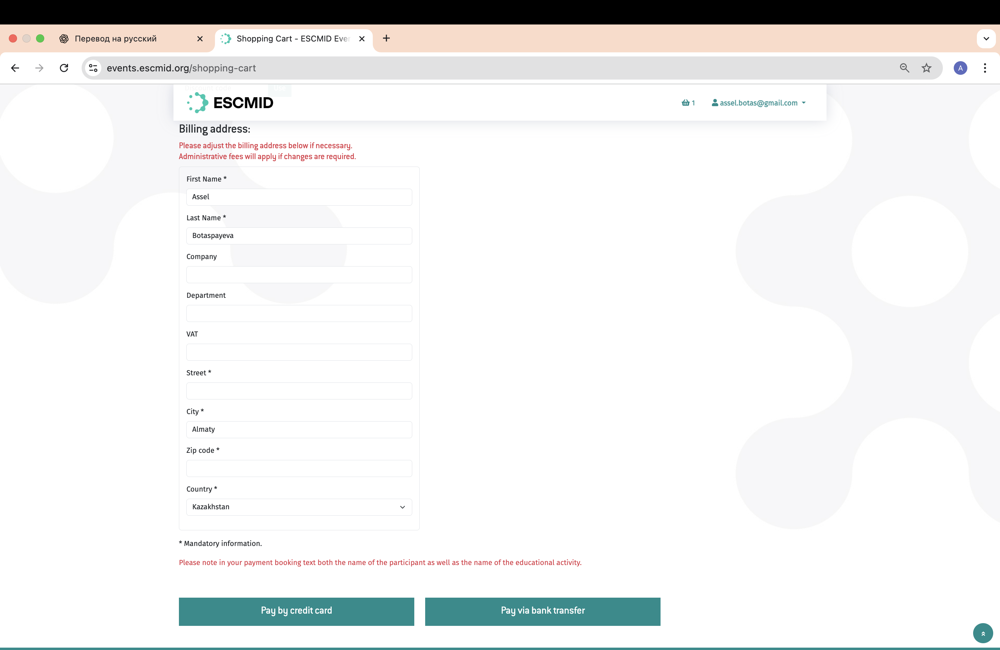 Перевод на русский
Shopping Cart - ESCMID Ever
events.escmid.org/shopping-cart
A
Discount code
Use
ESCMID
1
assel.botas@gmail.com
Billing address:
Please adjust the billing address below if necessary.
Administrative fees will apply if changes are required.
First Name *
Assel
Last Name *
Botaspayeva
Company
Department
VAT
Street *
City *
Almaty
Zip code *
Country *
Kazakhstan
* Mandatory information.
Please note in your payment booking text both the name of the participant as well as the name of the educational activity.
Pay by credit card
Pay via bank transfer